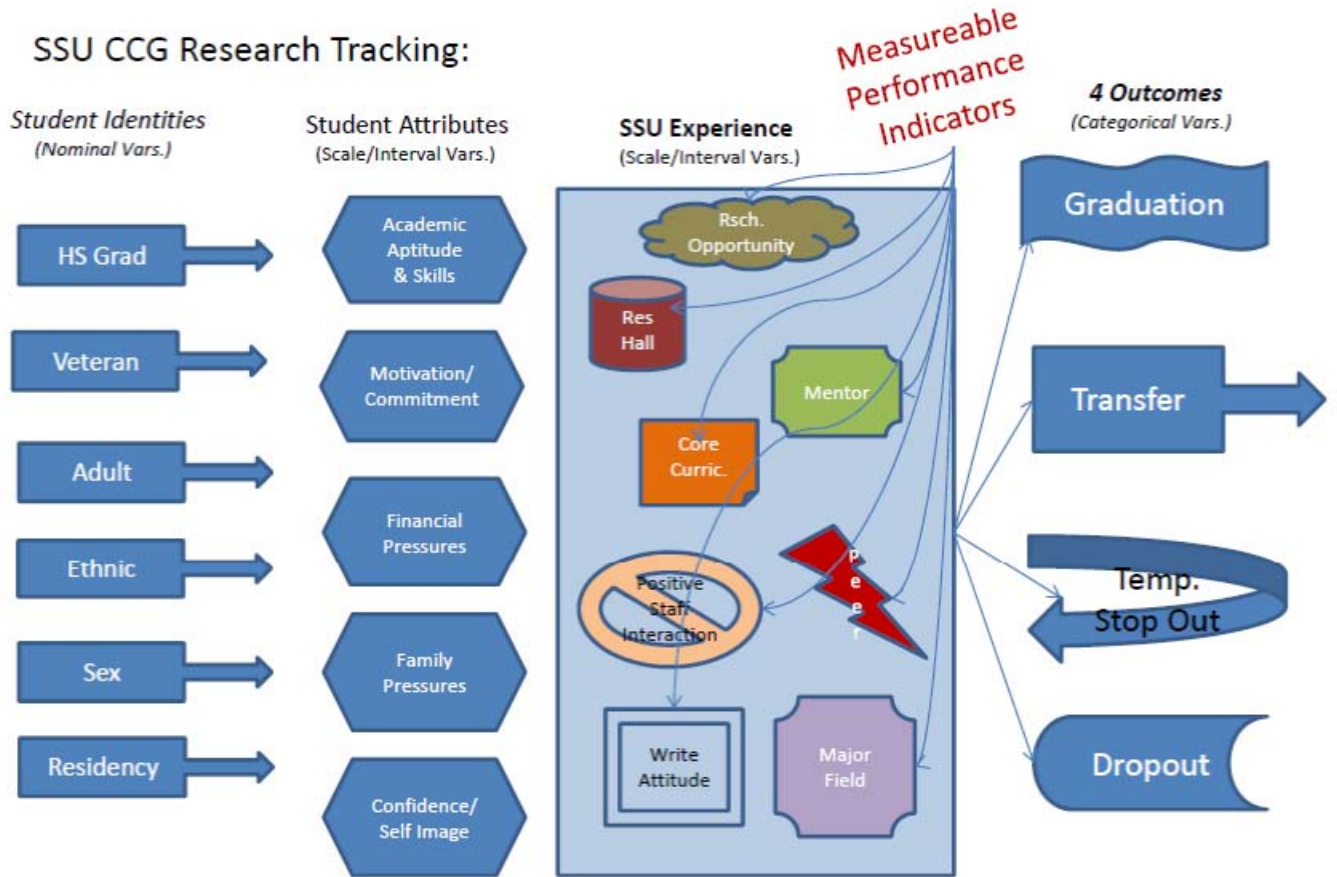 SSU CCG Research Tracking:
Measureable
Performance
Indicators
Student Identities
(Nominal Vars.)
HS Grad
Veteran
Adult
Ethnic
Sex
Residency
Student Attributes
(Scale/Interval Vars.)
Academic
Aptitude
& Skills
Motivation/
Commitment
Financial
Pressures
Family
Pressures
Confidence/
Self Image
SSU Experience
(Scale/Interval Vars.)
Rsch.
Opportunity
Res
Hall
Mentor
Core
Curric.
Positive
Staff
Interaction
P
e
e
r
Write
Attitude
Major
Field
4 Outcomes
(Categorical Vars.)
Graduation
Transfer
Temp.
Stop Out
Dropout